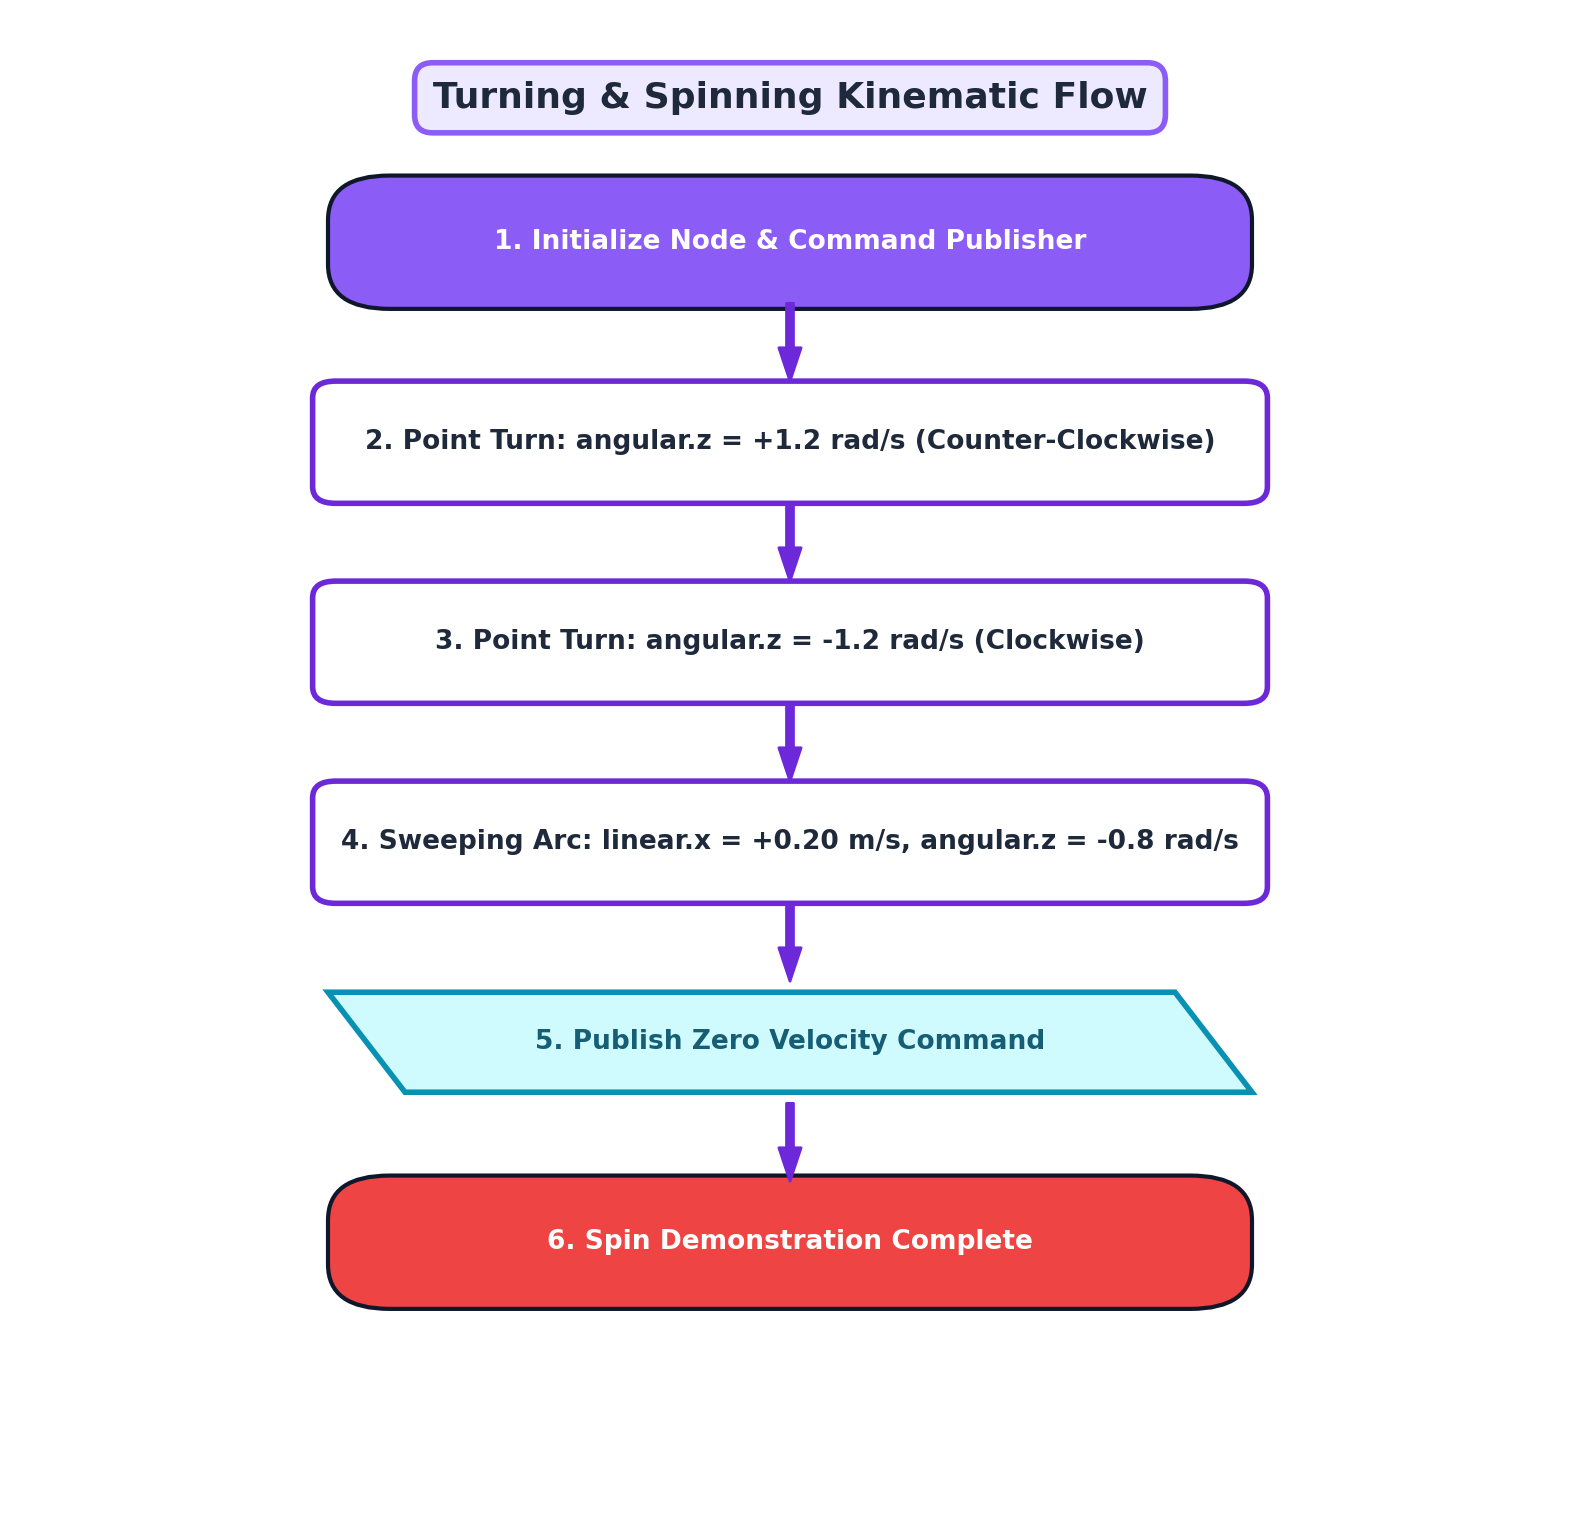 Turning & Spinning Kinematic Flow
1. Initialize Node & Command Publisher
2. Point Turn: angular.z = +1.2 rad/s (Counter-Clockwise)
3. Point Turn: angular.z = -1.2 rad/s (Clockwise)
4. Sweeping Arc: linear.x = +0.20 m/s, angular.z = -0.8 rad/s
5. Publish Zero Velocity Command
6. Spin Demonstration Complete